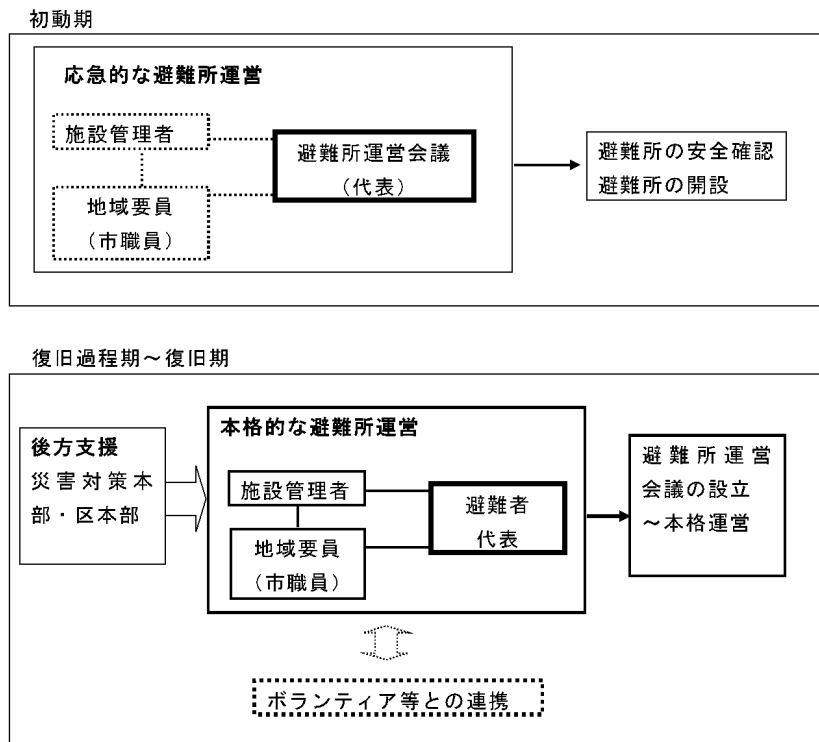 初動期
応急的な避難所運営
施設管理者
地域要員
（市職員）
避難所運営会議
（代表）
避難所の安全確認
避難所の開設
復旧過程期～復旧期
後方支援
災害対策本
部・区本部
本格的な避難所運営
施設管理者
地域要員
（市職員）
避難者
代表
避難所運営
会議の設立
～本格運営
ボランティア等との連携